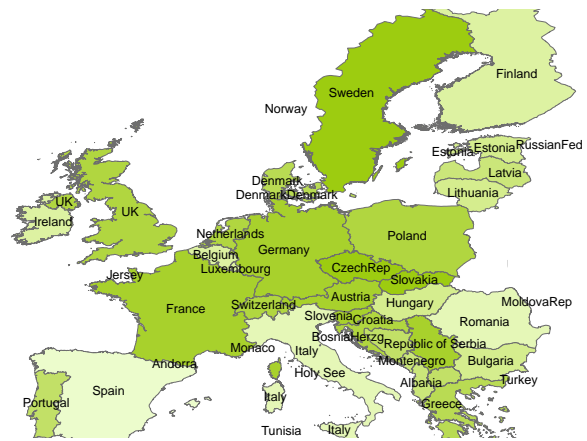 Finland
Sweden
Norway
Estonia
Estonia
RussianFed
Latvia
Denmark
Lithuania
Denmark
Denmark
UK
UK
Ireland
Netherlands
Poland
Germany
Belgium
CzechRep
Luxembourg
Jersey
Slovakia
Austria
Hungary
MoldovaRep
Switzerland
France
Slovenia
Croatia
Romania
BosniaHerzg
Republic of Serbia
Monaco
Italy
Montenegro
Bulgaria
Andorra
Holy See
Albania
Turkey
Spain
Italy
Portugal
Greece
Tunisia
Italy